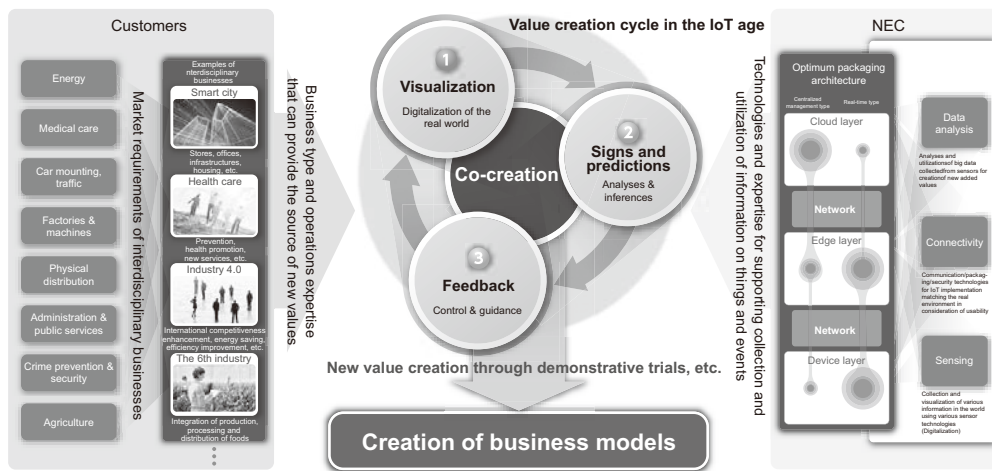 Customers
Energy
Medical care
Car mounting,
traffic
Factories &
machines
Physical
distribution
Administration &
public services
Crime prevention &
security
Agriculture
Market requirements of interdisciplinary businesses
Examples of
nterdisciplinary
businesses
Smart city
Stores, offices,
infrastructures,
housing, etc.
Health care
Prevention,
health promotion,
new services, etc.
Industry 4.0
International competitiveness
enhancement, energy saving,
efficiency improvement, etc.
The 6th industry
Integration of production,
processing and
distribution of foods
Business type and operations expertise
that can provide the source of new values
Value creation cycle in the IoT age
1
Visualization
Digitalization of the
real world
2
Signs and
predictions
Analyses &
inferences
Co-creation
3
Feedback
Control & guidance
New value creation through demonstrative trials, etc.
Creation of business models
Technologies and expertise for supporting collection and
utilization of information on things and events
NEC
Optimum packaging
architecture
Centralized
management type
Real-time type
Cloud layer
Network
Edge layer
Network
Device layer
Data
analysis
Analyses and
utilizationsof big data
collectedfrom sensors for
creationof new added
values
Connectivity
Communication/packag-
ing/security technologies
for IoT implementation
matching the real
environment in
consideration of usability
Sensing
Collection and
visualization of various
information in the world
using various sensor
technologies
(Digitalization)